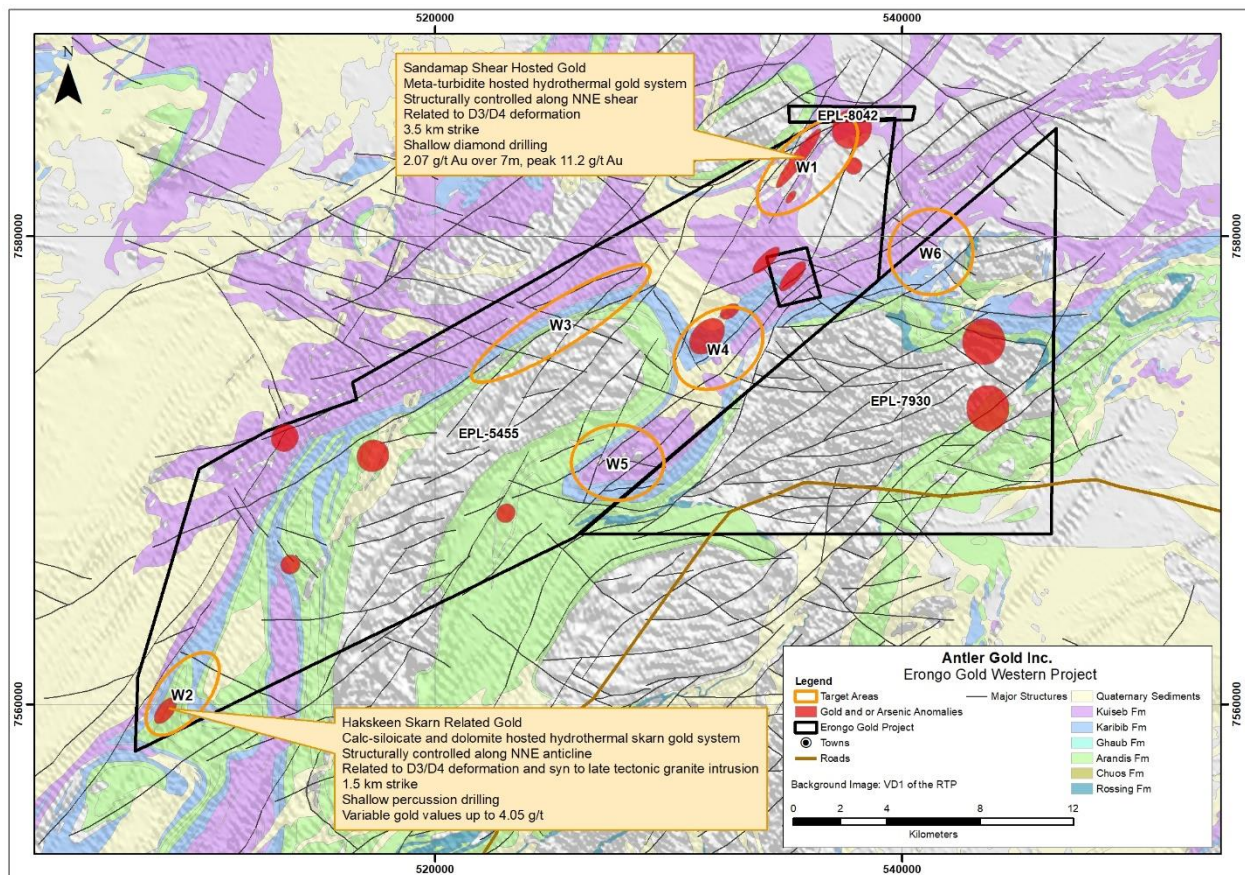 520000
540000
N
Sandamap Shear Hosted Gold
Meta-turbidite hosted hydrothermal gold system
Structurally controlled along NNE shear
Related to D3/D4 deformation
3.5 km strike
Shallow diamond drilling
2.07 g/t Au over 7m, peak 11.2 g/t Au
EPL-8042
W1
7580000
7580000
W6
W3
W4
EPL-7930
EPL-5455
W5
W2
7560000
7560000
Hakskeen Skarn Related Gold
Calc-siloicate and dolomite hosted hydrothermal skarn gold system
Structurally controlled along NNE anticline
Related to D3/D4 deformation and syn to late tectonic granite intrusion
1.5 km strike
Shallow percussion drilling
Variable gold values up to 4.05 g/t
Antler Gold Inc.
Erongo Gold Western Project
Legend
Target Areas
Gold and or Arsenic Anomalies
Erongo Gold Project
Towns
Roads
Major Structures
Quaternary Sediments
Kuiseb Fm
Karibib Fm
Ghaub Fm
Arandis Fm
Chuos Fm
Rossing Fm
Background Image: VD1 of the RTP
0 2 4 8 12
Kilometers
520000
540000